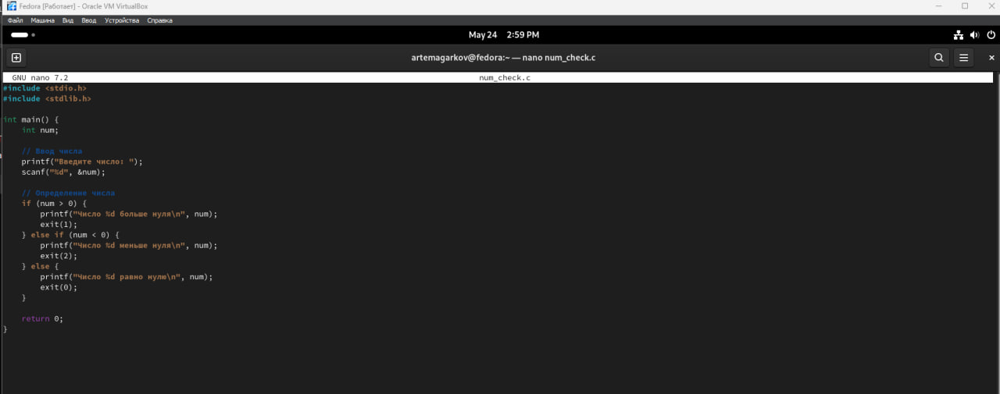 Fedora [Работает] - Oracle VM VirtualBox
Файл Машина Вид Ввод Устройства Справка
May 24 2:59 PM
artemagarkov@fedora:~ — nano num_check.c
GNU nano 7.2 num_check.c
#include <stdio.h>
#include <stdlib.h>
int main() {
    int num;
    // Ввод числа
    printf("Введите число: ");
    scanf("%d", &num);
    // Определение числа
    if (num > 0) {
        printf("Число %d больше нуля\n", num);
        exit(1);
    } else if (num < 0) {
        printf("Число %d меньше нуля\n", num);
        exit(2);
    } else {
        printf("Число %d равно нулю\n", num);
        exit(0);
    }
    return 0;
}